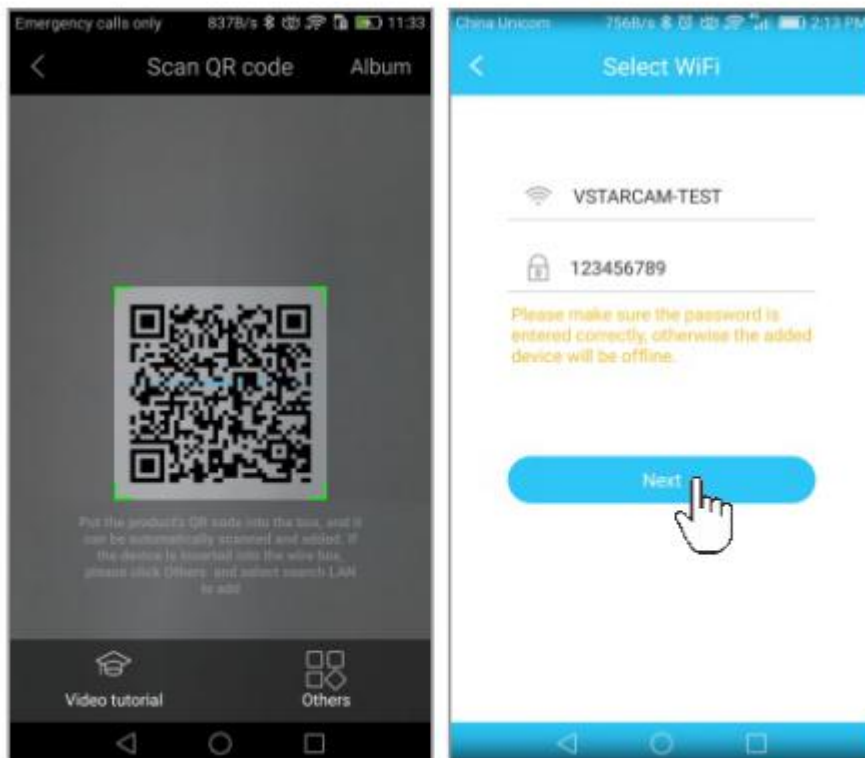 Emergency calls only 837B/s 11:33
Scan QR code Album
Put the product's QR code into the box, and it
can be automatically scanned and added. If
the device is inserted into the wire box,
please click Others and select search LAN
to add
Video tutorial Others
China Unicom 756B/s 2:13 PM
Select WiFi
VSTARCAM-TEST
123456789
Please make sure the password is
entered correctly, otherwise the added
device will be offline.
Next